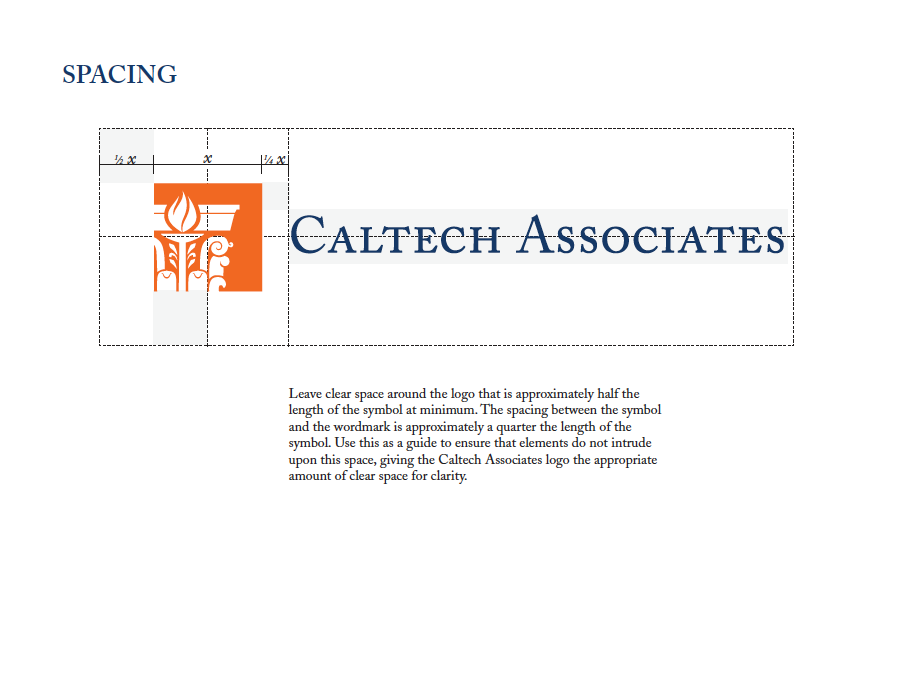 SPACING
½ x x ¼ x
Caltech Associates
Leave clear space around the logo that is approximately half the
length of the symbol at minimum. The spacing between the symbol
and the wordmark is approximately a quarter the length of the
symbol. Use this as a guide to ensure that elements do not intrude
upon this space, giving the Caltech Associates logo the appropriate
amount of clear space for clarity.